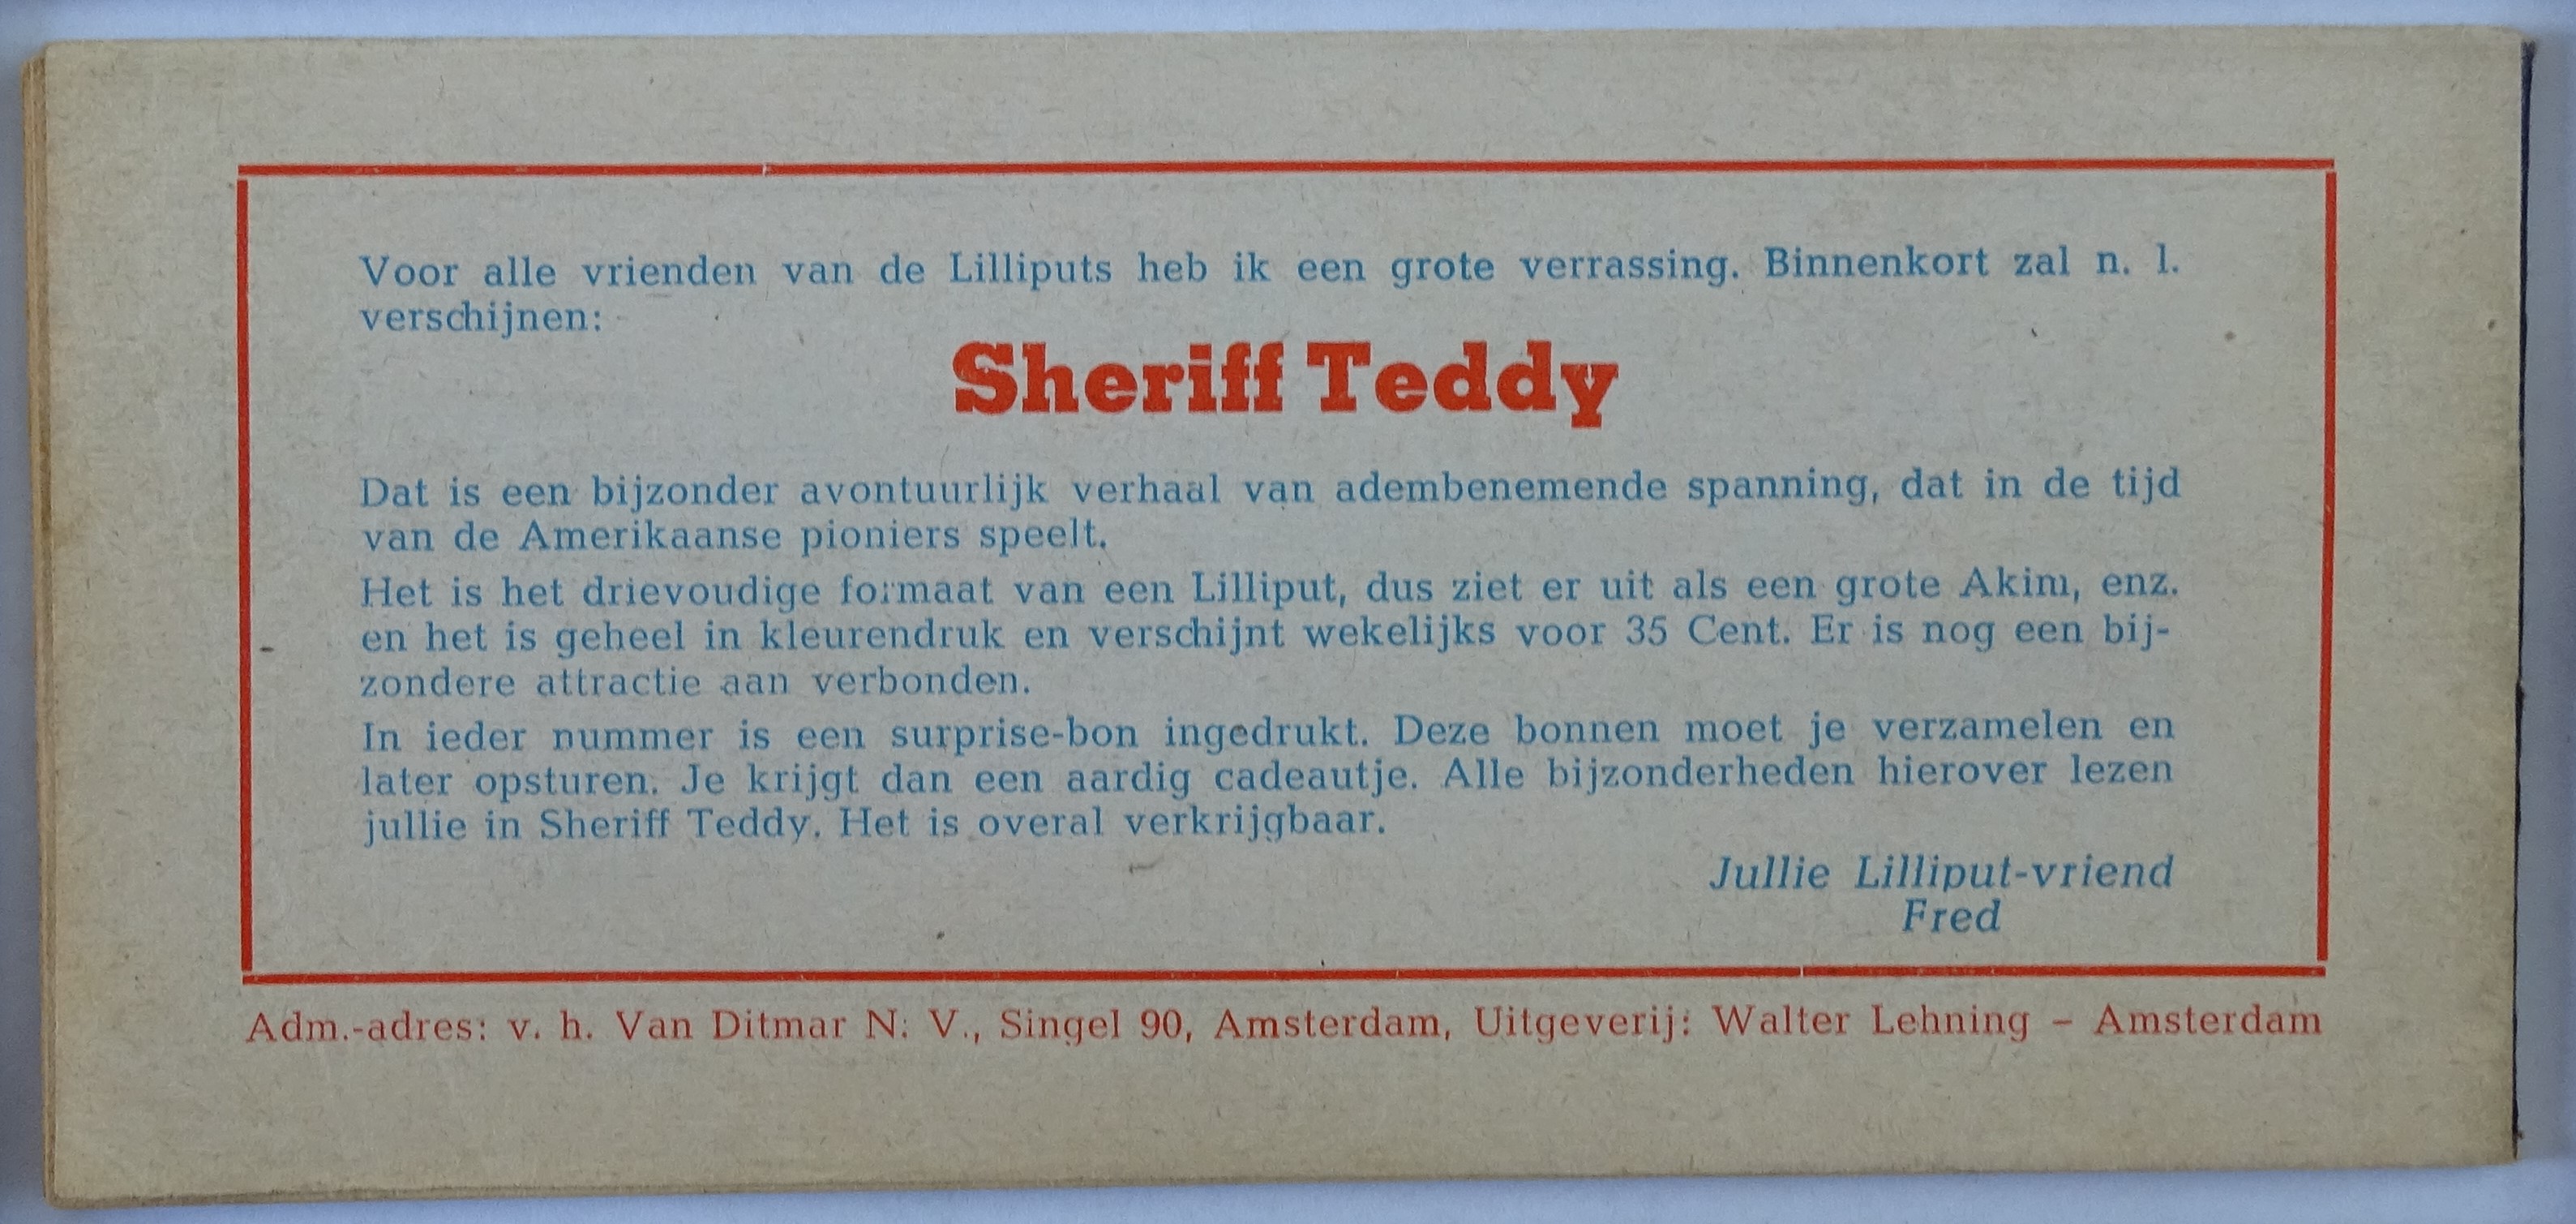 Voor alle vrienden van de Lilliputs heb ik een grote verrassing. Binnenkort zal n. l.
verschijnen:
Sheriff Teddy
Dat is een bijzonder avontuurlijk verhaal van adembenemende spanning, dat in de tijd
van de Amerikaanse pioniers speelt.
Het is het drievoudige formaat van een Lilliput, dus ziet er uit als een grote Akim, enz.
en het is geheel in kleurendruk en verschijnt wekelijks voor 35 Cent. Er is nog een bij-
zondere attractie aan verbonden.
In ieder nummer is een surprise-bon ingedrukt. Deze bonnen moet je verzamelen en
later opsturen. Je krijgt dan een aardig cadeautje. Alle bijzonderheden hierover lezen
jullie in Sheriff Teddy. Het is overal verkrijgbaar.
Jullie Lilliput-vriend
Fred
Adm.-adres: v. h. Van Ditmar N. V., Singel 90, Amsterdam, Uitgeverij: Walter Lehning – Amsterdam